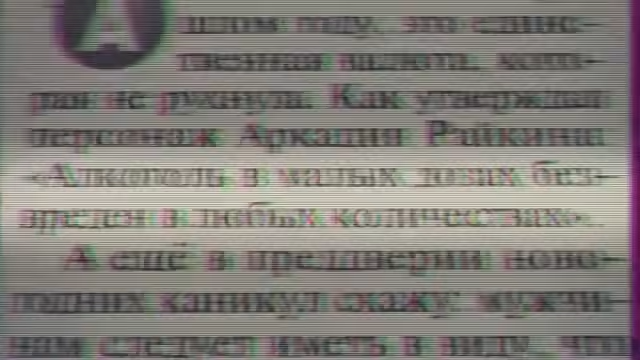 А
шлом году, это единс-
твенная валюта, кото-
рая не рухнула. Как утверждал
персонаж Аркадия Райкина:
«Алкоголь в малых дозах без-
вреден в любых количествах».
А ещё в преддверии ново-
годних каникул скажу: мужчи-
нам следует иметь в виду, что